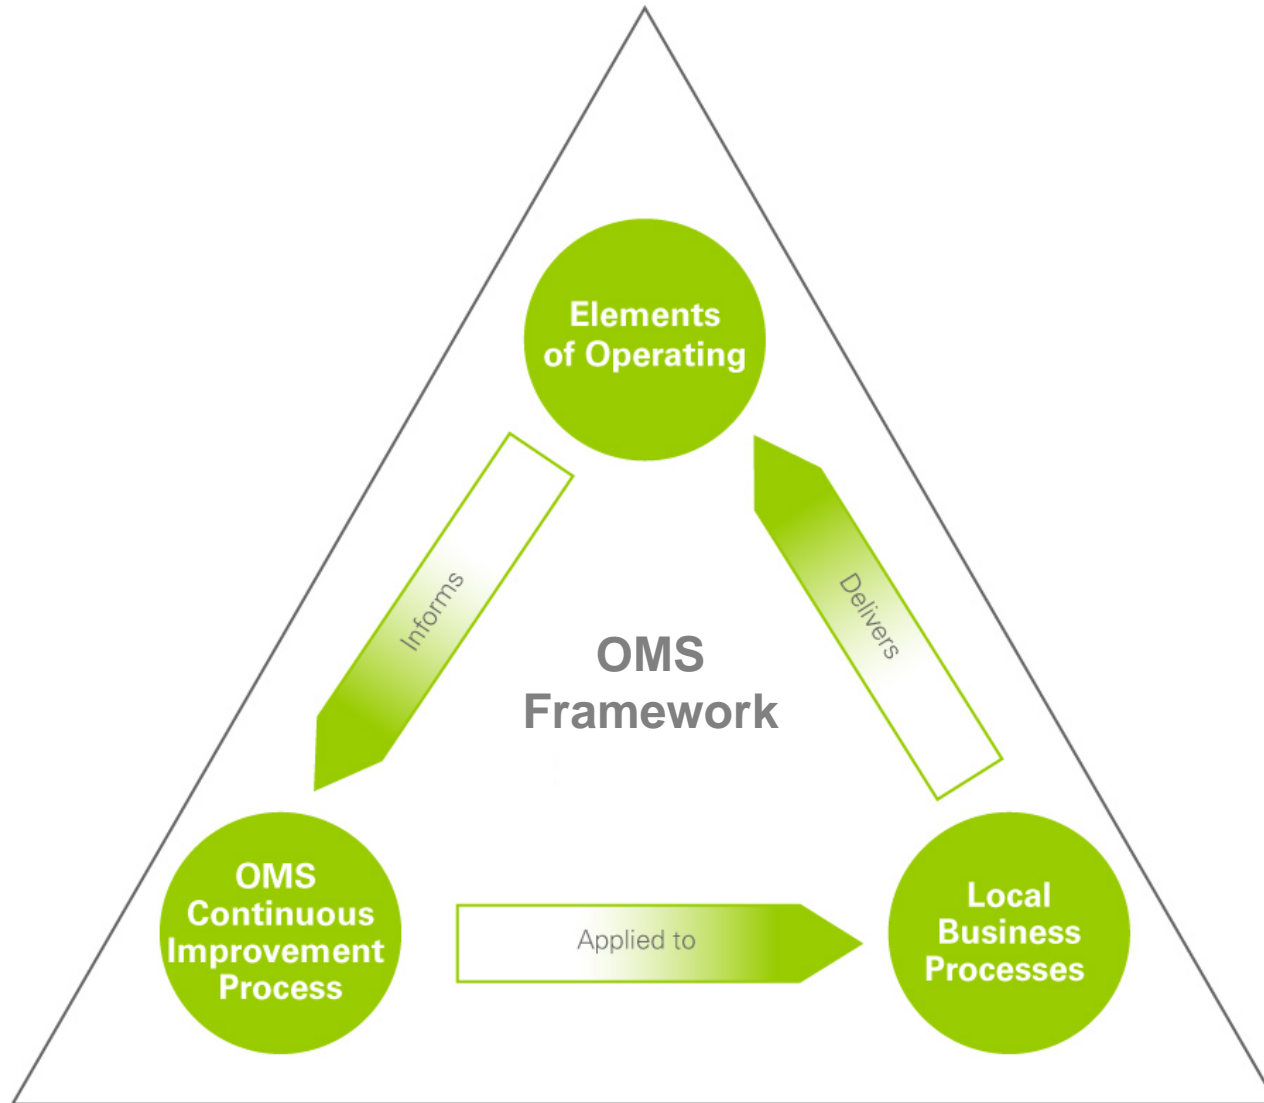 Elements
of Operating
Informs
Delivers
OMS
Framework
OMS
Continuous
Improvement
Process
Applied to
Local
Business
Processes